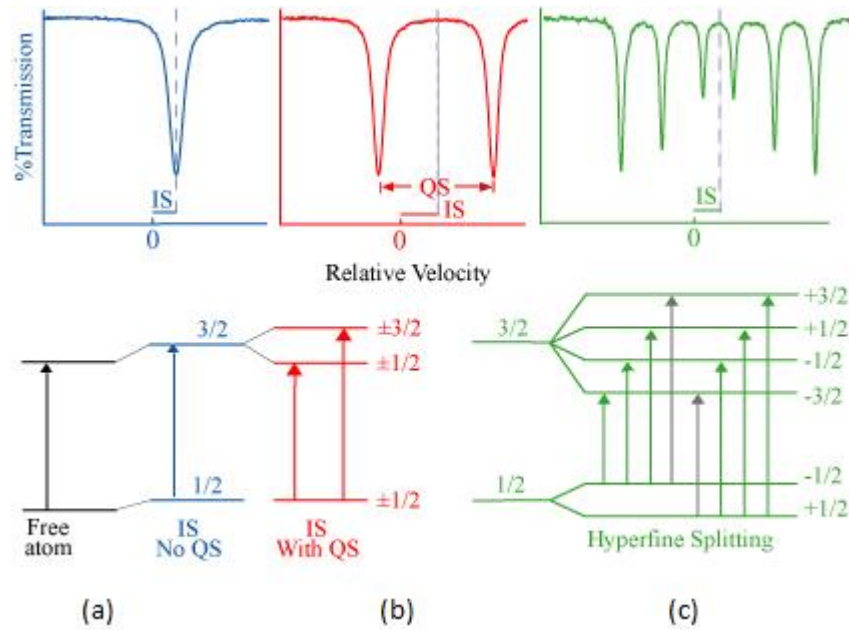 %Transmission
IS
0
QS
IS
0
IS
0
Relative Velocity
3/2
±3/2
±1/2
1/2
±1/2
Free
atom
IS
No QS
IS
With QS
3/2
+3/2
+1/2
-1/2
-3/2
1/2
-1/2
+1/2
Hyperfine Splitting
(a)
(b)
(c)